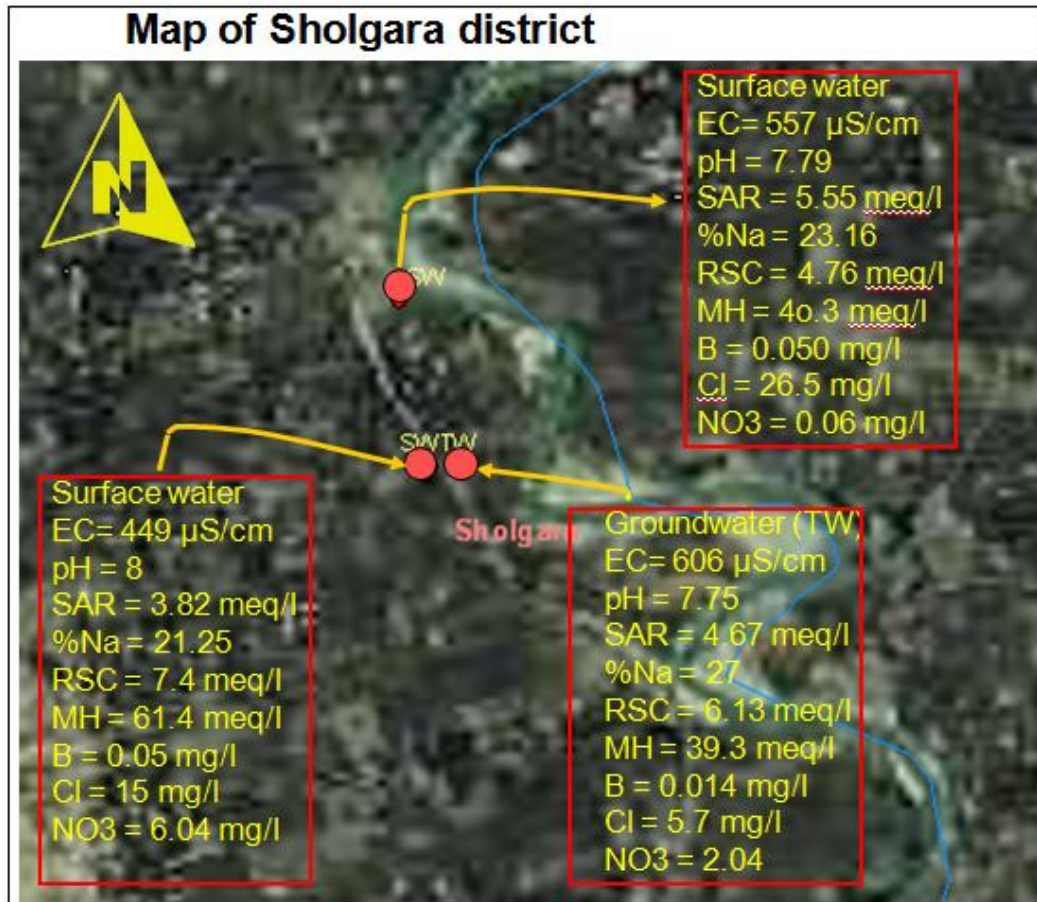 Map of Sholgara district
N
Surface water
EC= 557 µS/cm
pH = 7.79
SAR = 5.55 meq/l
%Na = 23.16
RSC = 4.76 meq/l
MH = 4o.3 meq/l
B = 0.050 mg/l
Cl = 26.5 mg/l
NO3 = 0.06 mg/l
SW
SWTW
Sholgara
Surface water
EC= 449 µS/cm
pH = 8
SAR = 3.82 meq/l
%Na = 21.25
RSC = 7.4 meq/l
MH = 61.4 meq/l
B = 0.05 mg/l
Cl = 15 mg/l
NO3 = 6.04 mg/l
Groundwater (TW)
EC= 606 µS/cm
pH = 7.75
SAR = 4.67 meq/l
%Na = 27
RSC = 6.13 meq/l
MH = 39.3 meq/l
B = 0.014 mg/l
Cl = 5.7 mg/l
NO3 = 2.04